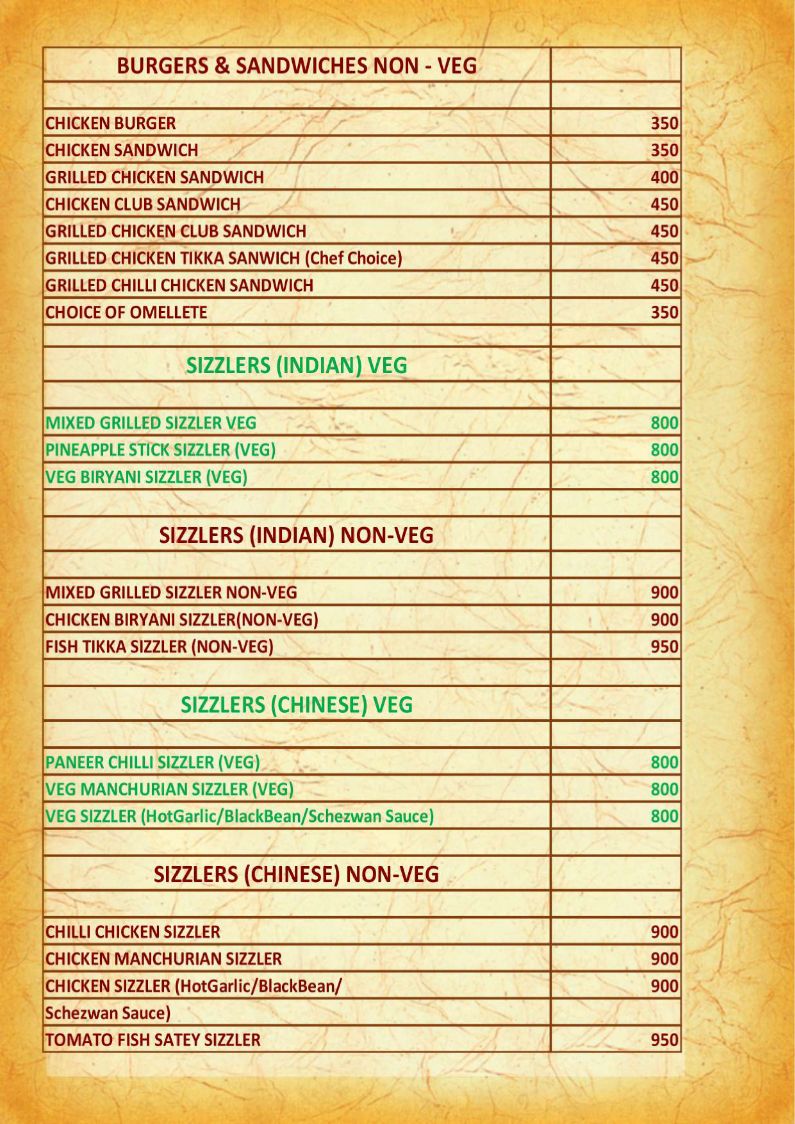 BURGERS & SANDWICHES NON - VEG
CHICKEN BURGER 350
CHICKEN SANDWICH 350
GRILLED CHICKEN SANDWICH 400
CHICKEN CLUB SANDWICH 450
GRILLED CHICKEN CLUB SANDWICH 450
GRILLED CHICKEN TIKKA SANWICH (Chef Choice) 450
GRILLED CHILLI CHICKEN SANDWICH 450
CHOICE OF OMELLETE 350
SIZZLERS (INDIAN) VEG
MIXED GRILLED SIZZLER VEG 800
PINEAPPLE STICK SIZZLER (VEG) 800
VEG BIRYANI SIZZLER (VEG) 800
SIZZLERS (INDIAN) NON-VEG
MIXED GRILLED SIZZLER NON-VEG 900
CHICKEN BIRYANI SIZZLER(NON-VEG) 900
FISH TIKKA SIZZLER (NON-VEG) 950
SIZZLERS (CHINESE) VEG
PANEER CHILLI SIZZLER (VEG) 800
VEG MANCHURIAN SIZZLER (VEG) 800
VEG SIZZLER (HotGarlic/BlackBean/Schezwan Sauce) 800
SIZZLERS (CHINESE) NON-VEG
CHILLI CHICKEN SIZZLER 900
CHICKEN MANCHURIAN SIZZLER 900
CHICKEN SIZZLER (HotGarlic/BlackBean/ 900
Schezwan Sauce)
TOMATO FISH SATEY SIZZLER 950